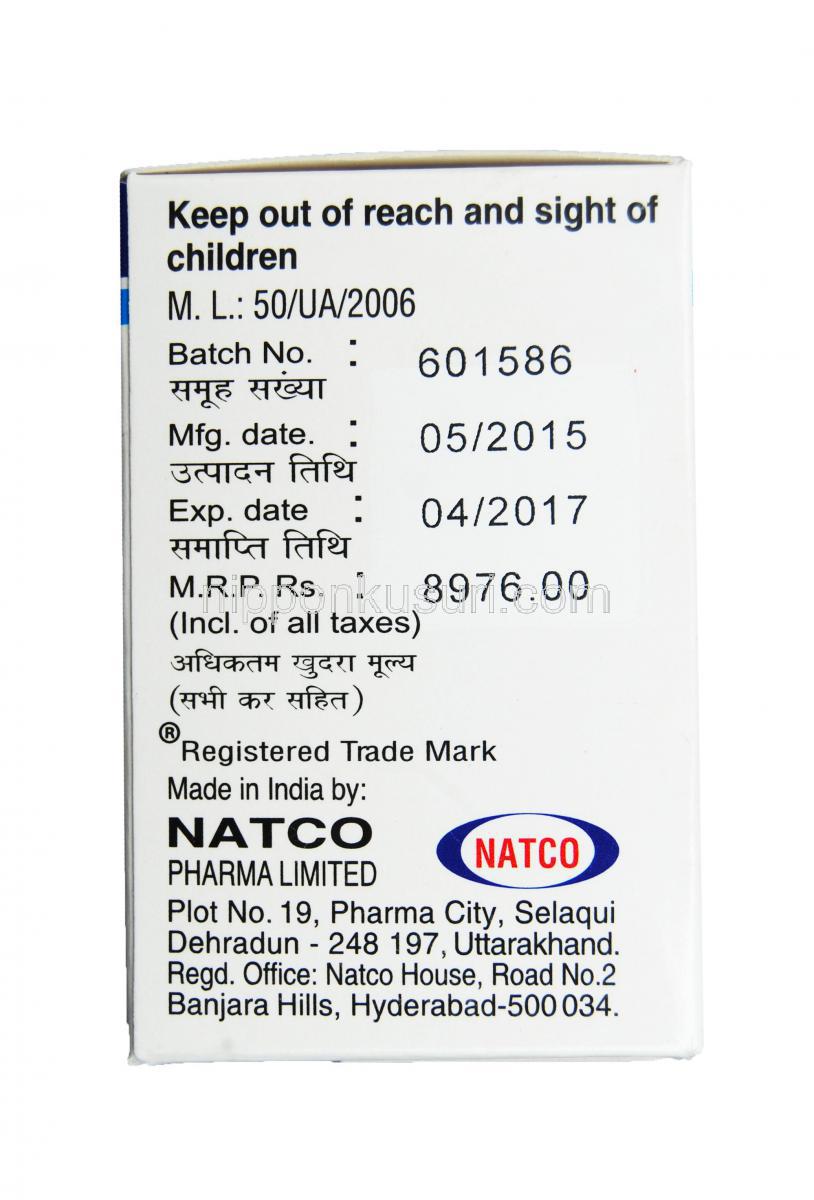 Keep out of reach and sight of
children
M. L.: 50/UA/2006
Batch No. : 601586
समूह सख्ंया
Mfg. date. : 05/2015
उत्पादन तिथि
Exp. date : 04/2017
समाप्ति तिथि
M.R.P. Rs. : 8976.00
nipponkusuri.com
(Incl. of all taxes)
अधिकतम खुदरा मूल्य
(सभी कर सहित)
® Registered Trade Mark
Made in India by:
NATCO
NATCO
PHARMA LIMITED
Plot No. 19, Pharma City, Selaqui
Dehradun - 248 197, Uttarakhand.
Regd. Office: Natco House, Road No.2
Banjara Hills, Hyderabad-500 034.